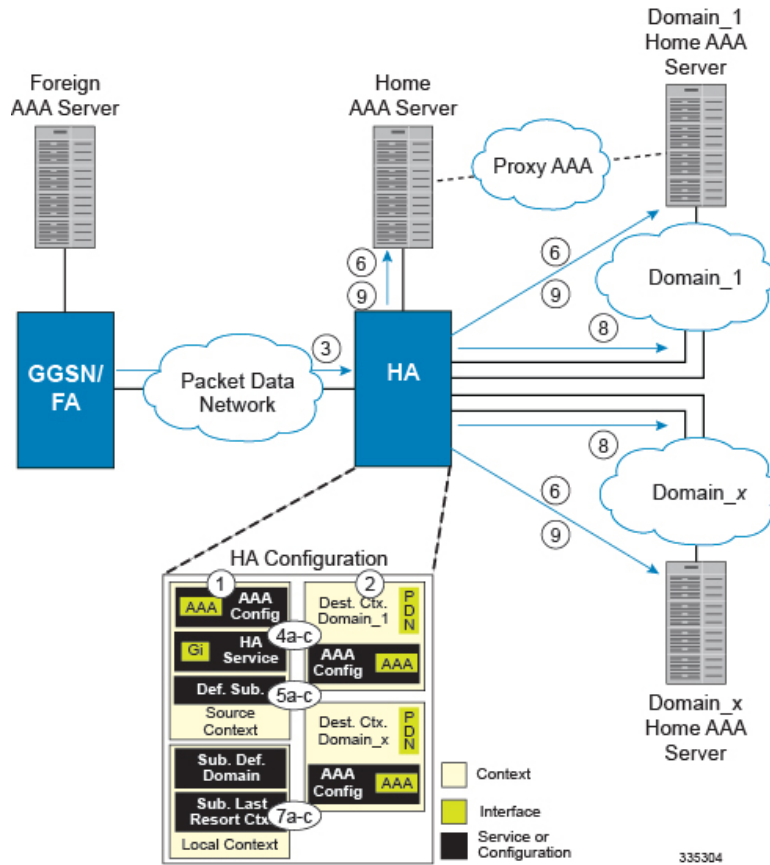 Domain_1
Home AAA
Server
Foreign
AAA Server
Home
AAA Server
Proxy AAA
6
9
6
9
Domain_1
8
GGSN/
FA
Packet Data
Network
3
HA
8
Domain_x
6
9
HA Configuration
1
AAA
AAA
Config
4a-c
Gi
HA
Service
Def. Sub.
5a-c
Source
Context
Sub. Def.
Domain
Sub. Last
Resort Ctx
7a-c
Local Context
2
Dest. Ctx.
Domain_1
PDN
AAA
Config
AAA
Dest. Ctx.
Domain_x
PDN
AAA
Config
AAA
Domain_x
Home AAA
Server
Context
Interface
Service or
Configuration
335304